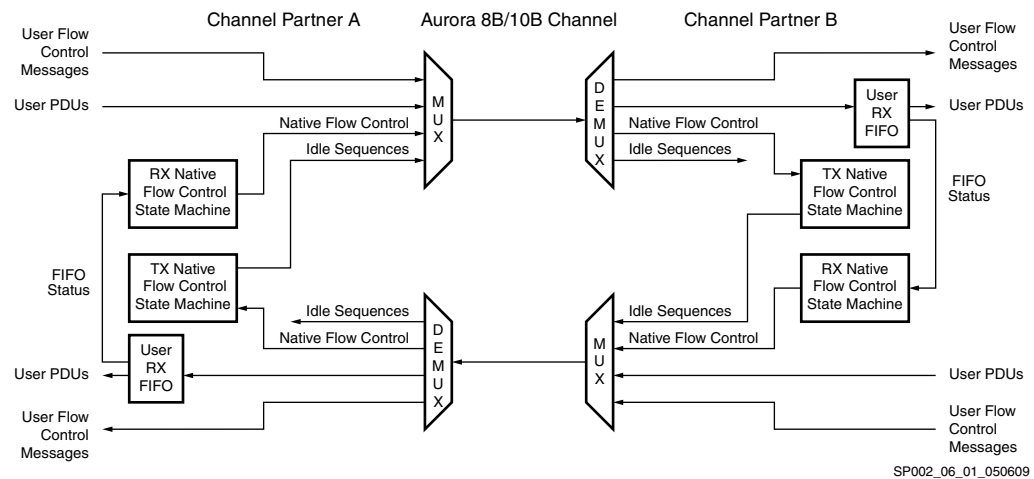 Channel Partner A
Aurora 8B/10B Channel
Channel Partner B
User Flow
Control
Messages
User PDUs
MUX
Native Flow Control
Idle Sequences
RX Native
Flow Control
State Machine
TX Native
Flow Control
State Machine
FIFO
Status
User
RX
FIFO
User PDUs
User Flow
Control
Messages
Idle Sequences
Native Flow Control
DEMUX
DEMUX
Native Flow Control
Idle Sequences
User Flow
Control
Messages
User
RX
FIFO
User PDUs
TX Native
Flow Control
State Machine
FIFO
Status
RX Native
Flow Control
State Machine
Idle Sequences
Native Flow Control
MUX
User PDUs
User Flow
Control
Messages
SP002_06_01_050609